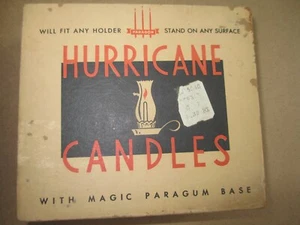 WILL FIT ANY HOLDER STAND ON ANY SURFACE
HURRICANE
CANDLES
WITH MAGIC PARAGUM BASE